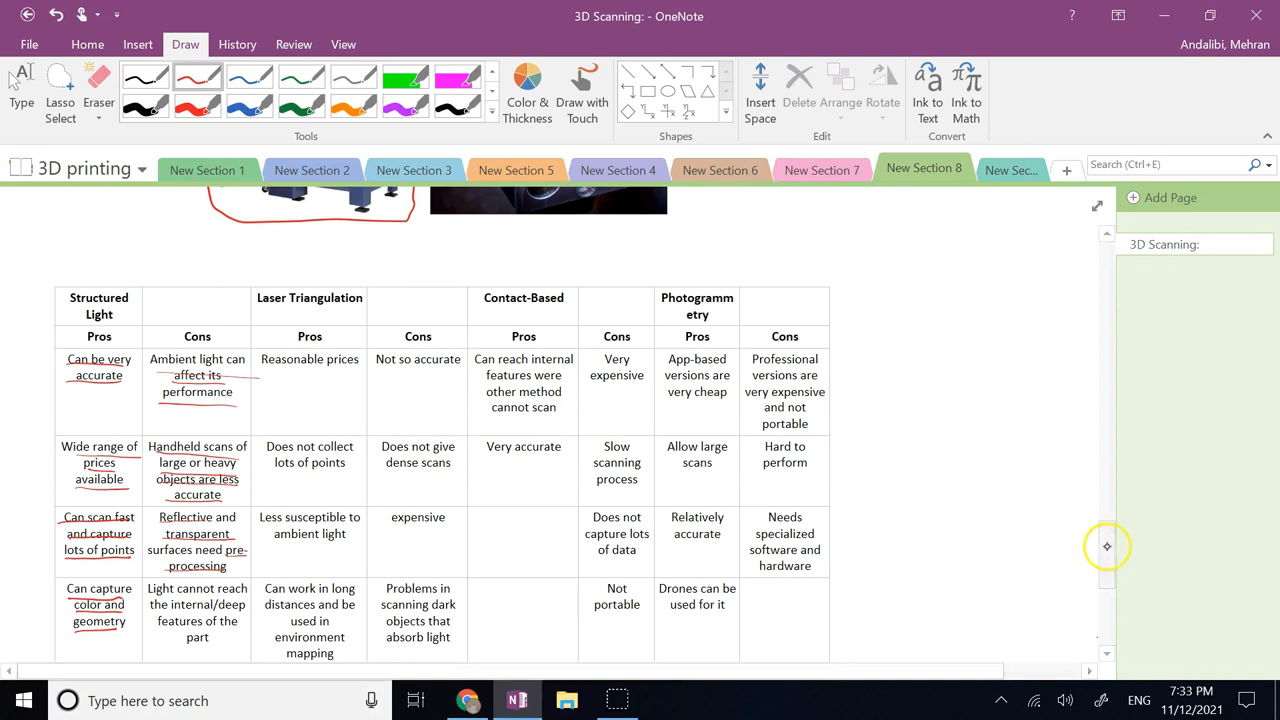 3D Scanning: - OneNote
File Home Insert Draw History Review View
Andalibi, Mehran
Type
Lasso Select
Eraser
Color & Thickness
Draw with Touch
Insert Space
Delete
Arrange
Rotate
Ink to Text
Ink to Math
Tools
Shapes
Edit
Convert
3D printing
New Section 1
New Section 2
New Section 3
New Section 5
New Section 4
New Section 6
New Section 7
New Section 8
New Sec...
Search (Ctrl+E)
Add Page
3D Scanning:
Structured Light
Laser Triangulation
Contact-Based
Photogramm
etry
Pros Cons Pros Cons Pros Cons Pros Cons
Can be very
accurate
Ambient light can
affect its
performance
Reasonable prices
Not so accurate
Can reach internal
features were
other method
cannot scan
Very
expensive
App-based
versions are
very cheap
Professional
versions are
very expensive
and not
portable
Wide range of
prices
available
Handheld scans of
large or heavy
objects are less
accurate
Does not collect
lots of points
Does not give
dense scans
Very accurate
Slow
scanning
process
Allow large
scans
Hard to
perform
Can scan fast
and capture
lots of points
Reflective and
transparent
surfaces need pre-
processing
Less susceptible to
ambient light
expensive
Does not
capture lots
of data
Relatively
accurate
Needs
specialized
software and
hardware
Can capture
color and
geometry
Light cannot reach
the internal/deep
features of the
part
Can work in long
distances and be
used in
environment
mapping
Problems in
scanning dark
objects that
absorb light
Not
portable
Drones can be
used for it
Type here to search
ENG
7:33 PM
11/12/2021